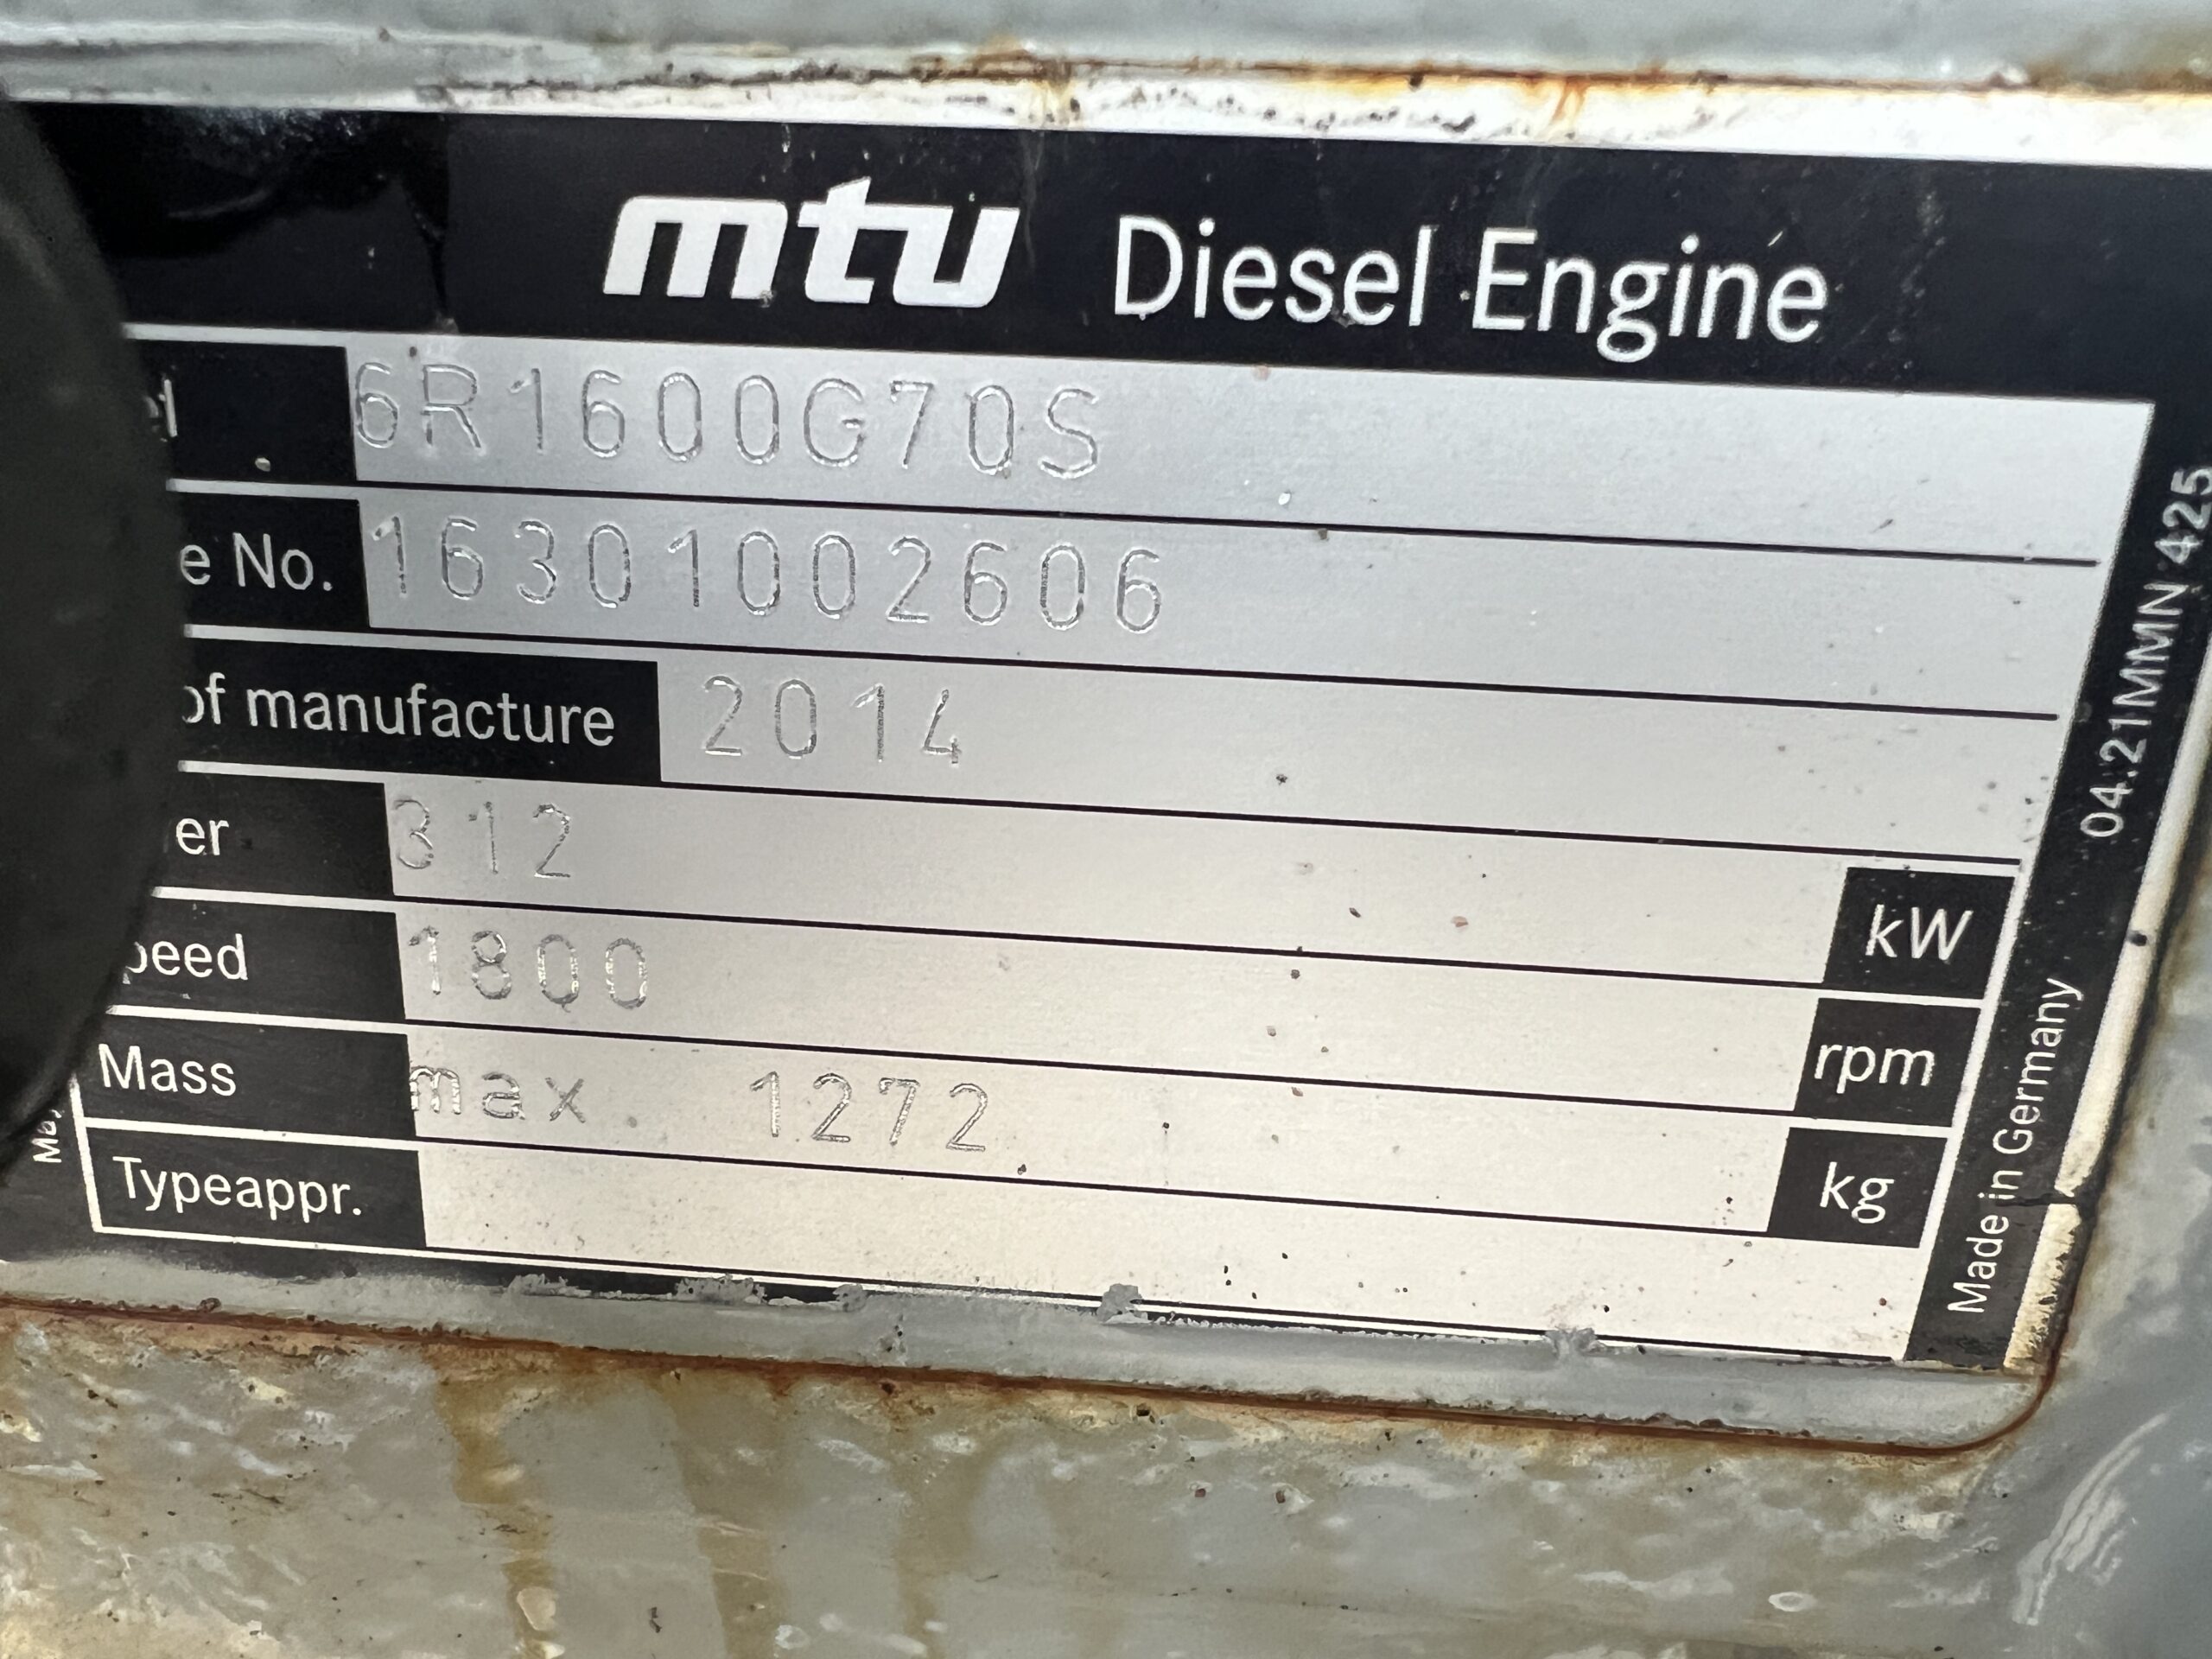 mtu Diesel Engine
el 6R1600G70S
e No. 16301002606
of manufacture 2014
er 312 kW
peed 1800 rpm
Mass max. 1272 kg
Typeappr.
04.21MMN 425
Made in Germany